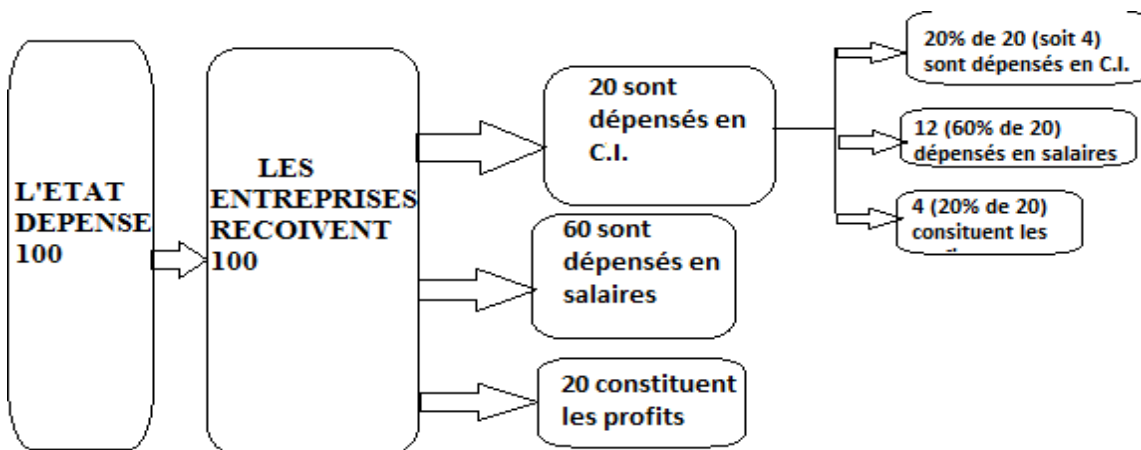 L'ETAT
DEPENSE
100
LES
ENTREPRISES
RECOIVENT
100
20 sont
dépensés en
C.I.
60 sont
dépensés en
salaires
20 constituent
les profits
20% de 20 (soit 4)
sont dépensés en C.I.
12 (60% de 20)
dépensés en salaires
4 (20% de 20)
consituent les